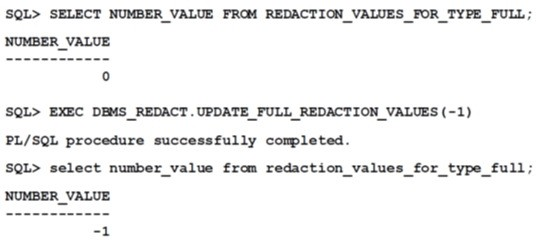 SQL> SELECT NUMBER_VALUE FROM REDACTION_VALUES_FOR_TYPE_FULL;
NUMBER_VALUE
------------
0
SQL> EXEC DBMS_REDACT.UPDATE_FULL_REDACTION_VALUES(-1)
PL/SQL procedure successfully completed.
SQL> select number_value from redaction_values_for_type_full;
NUMBER_VALUE
------------
-1